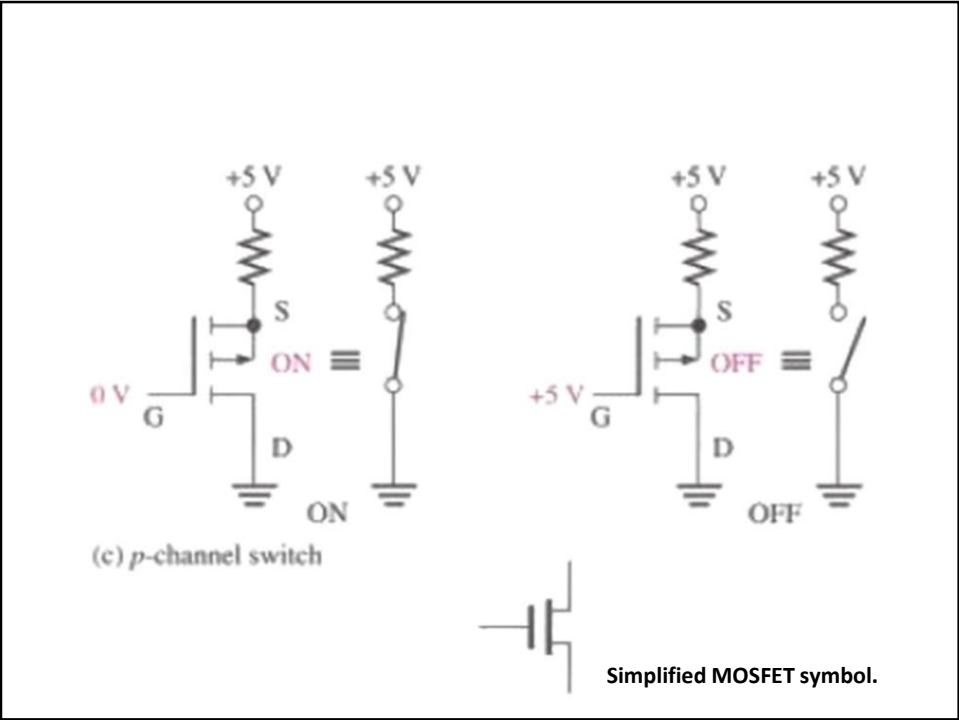 +5 V +5 V +5 V +5 V
S S
ON OFF
0 V +5 V
G G
D D
ON OFF
(c) p-channel switch
Simplified MOSFET symbol.